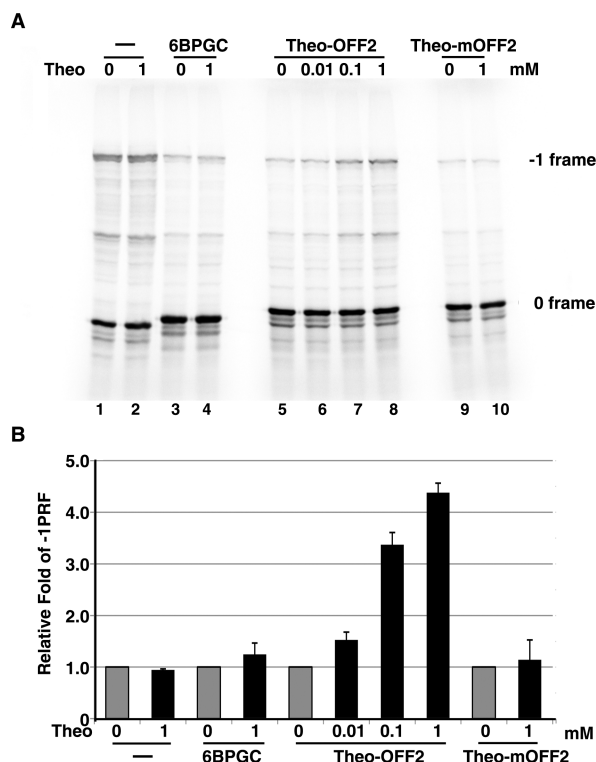 A
— 6BPGC Theo-OFF2 Theo-mOFF2
Theo 0 1 0 1 0 0.01 0.1 1 0 1 mM
-1 frame
0 frame
1 2 3 4 5 6 7 8 9 10
B
Relative Fold of -1PRF
5.0
4.0
3.0
2.0
1.0
0
Theo 0 1 0 1 0 0.01 0.1 1 0 1 mM
— 6BPGC Theo-OFF2 Theo-mOFF2